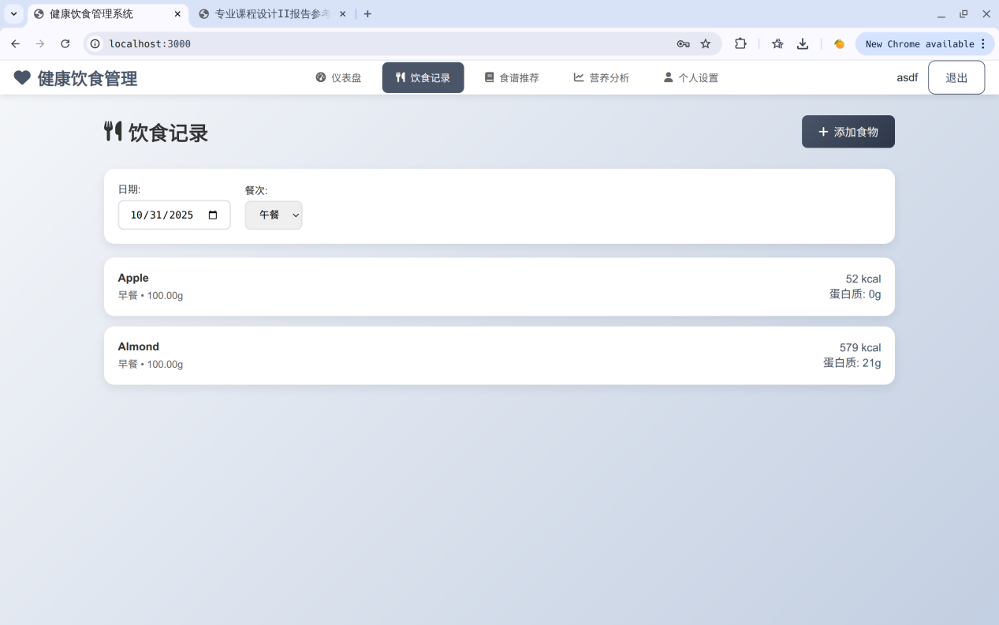 健康饮食管理系统
专业课程设计II报告参考
localhost:3000
New Chrome available
健康饮食管理
仪表盘
饮食记录
食谱推荐
营养分析
个人设置
asdf
退出
饮食记录
添加食物
日期:
餐次:
10/31/2025
午餐
Apple
52 kcal
早餐 • 100.00g
蛋白质: 0g
Almond
579 kcal
早餐 • 100.00g
蛋白质: 21g